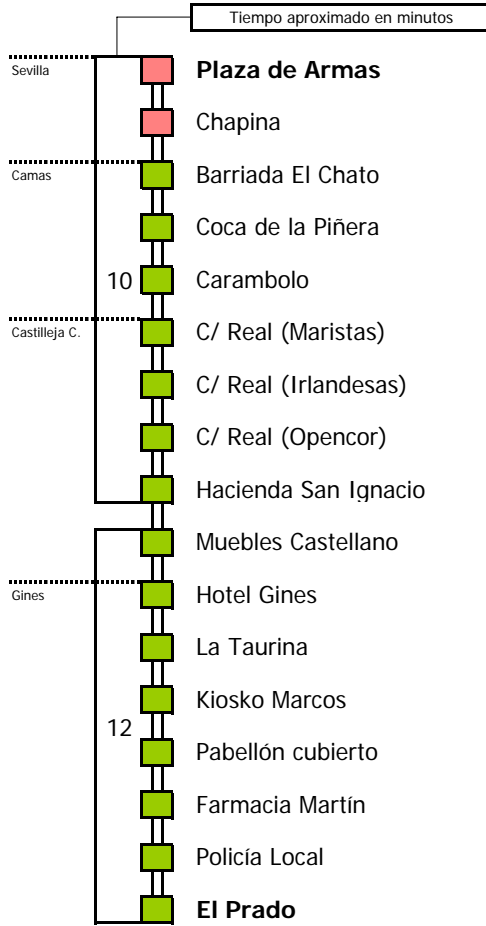 Tiempo aproximado en minutos
Sevilla
Plaza de Armas
Chapina
Camas
Barriada El Chato
Coca de la Piñera
10
Carambolo
Castilleja C.
C/ Real (Maristas)
C/ Real (Irlandesas)
C/ Real (Opencor)
Hacienda San Ignacio
Muebles Castellano
Gines
Hotel Gines
La Taurina
Kiosko Marcos
12
Pabellón cubierto
Farmacia Martín
Policía Local
El Prado